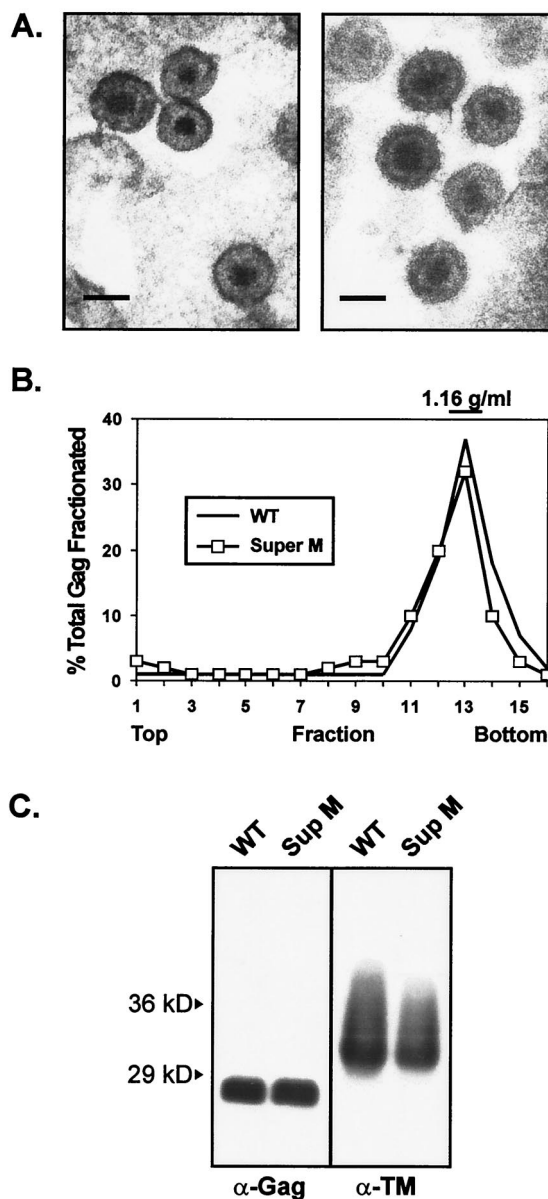 A.
B.
1.16 g/ml
% Total Gag Fractionated
40
30
20
10
0
WT
Super M
1 3 5 7 9 11 13 15
Top Fraction Bottom
C.
WT Sup M WT Sup M
36 kD
29 kD
α-Gag α-TM